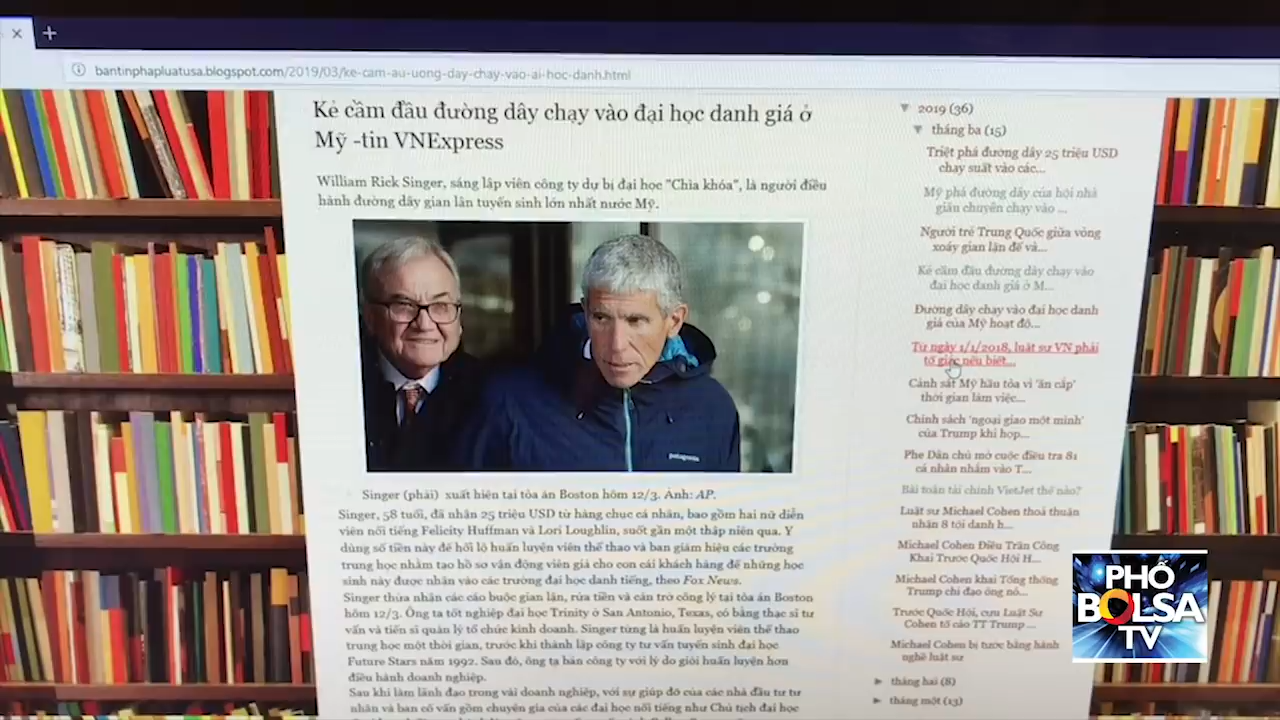 bantinphapluatusa.blogspot.com/2019/03/ke-cam-au-uong-day-chay-vao-ai-hoc-danh.html
Kẻ cầm đầu đường dây chạy vào đại học danh giá ở
Mỹ -tin VNExpress
William Rick Singer, sáng lập viên công ty dự bị đại học "Chìa khóa", là người điều
hành đường dây gian lận tuyển sinh lớn nhất nước Mỹ.
patagonia
Singer (phải) xuất hiện tại tòa án Boston hôm 12/3. Ảnh: AP.
Singer, 58 tuổi, đã nhận 25 triệu USD từ hàng chục cá nhân, bao gồm hai nữ diễn
viên nổi tiếng Felicity Huffman và Lori Loughlin, suốt gần một thập niên qua. Y
dùng số tiền này để hối lộ huấn luyện viên thể thao và ban giám hiệu các trường
trung học nhằm tạo hồ sơ vận động viên giả cho con cái khách hàng để những học
sinh này được nhận vào các trường đại học danh tiếng, theo Fox News.
Singer thừa nhận các cáo buộc gian lận, rửa tiền và cản trở công lý tại tòa án Boston
hôm 12/3. Ông ta tốt nghiệp đại học Trinity ở San Antonio, Texas, có bằng thạc sĩ tư
vấn và tiến sĩ quản lý tổ chức kinh doanh. Singer từng là huấn luyện viên thể thao
trung học một thời gian, trước khi thành lập công ty tư vấn tuyển sinh đại học
Future Stars năm 1992. Sau đó, ông ta bán công ty với lý do giỏi huấn luyện hơn
điều hành doanh nghiệp.
Sau khi làm lãnh đạo trong vài doanh nghiệp, với sự giúp đỡ của các nhà đầu tư tư
nhân và ban cố vấn gồm chuyên gia của các đại học nổi tiếng như Chủ tịch đại học
2019 (36)
tháng ba (15)
Triệt phá đường dây 25 triệu USD
chạy suất vào các...
Mỹ phá đường dây của hội nhà
giàu chuyên chạy vào ...
Người trẻ Trung Quốc giữa vòng
xoáy gian lận để và...
Kẻ cầm đầu đường dây chạy vào
đại học danh giá ở M...
Đường dây chạy vào đại học danh
giá của Mỹ hoạt độ...
Từ ngày 1/1/2018, luật sư VN phải
tố giác nếu biết...
Cảnh sát Mỹ hầu tòa vì 'ăn cắp'
thời gian làm việc...
Chính sách 'ngoại giao một mình'
của Trump khi họp...
Phe Dân chủ mở cuộc điều tra 81
cá nhân nhắm vào T...
Bài toán tài chính VietJet thế nào?
Luật sư Michael Cohen thoả thuận
nhận 8 tội danh h...
Michael Cohen Điều Trần Công
Khai Trước Quốc Hội H...
Michael Cohen khai Tổng thống
Trump chỉ đạo ông nó...
Trước Quốc Hội, cựu Luật Sư
Cohen tố cáo TT Trump ...
Michael Cohen bị tước bằng hành
nghề luật sư
tháng hai (8)
tháng một (13)
PHỐ
BOLSA
TV